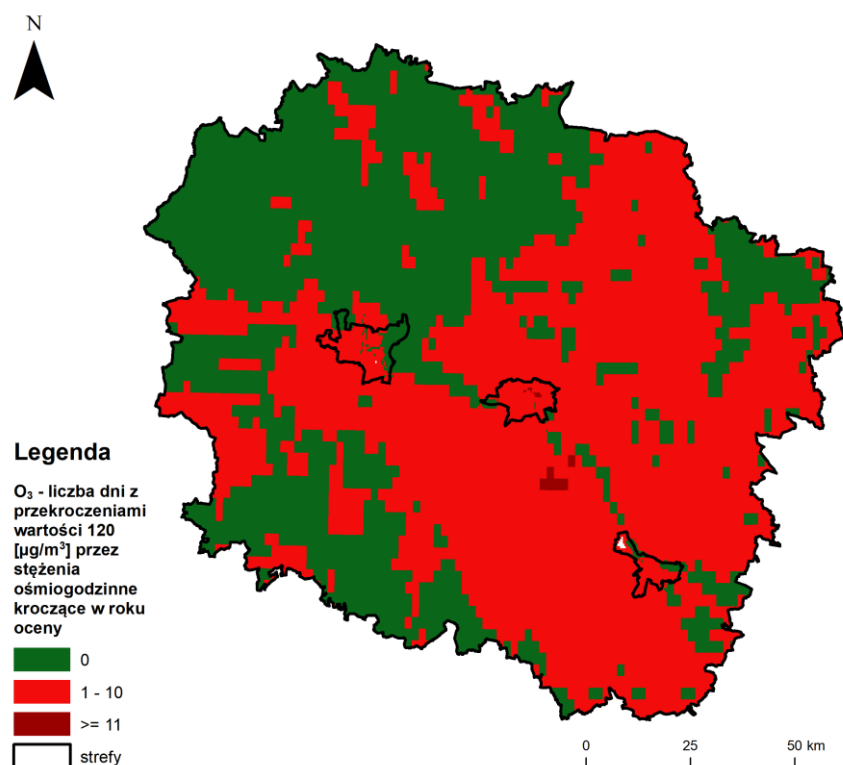 N
Legenda
O₃ - liczba dni z
przekroczeniami
wartości 120
[µg/m³] przez
stężenia
ośmiogodzinne
kroczące w roku
oceny
0
1 - 10
>= 11
strefy
0 25 50 km